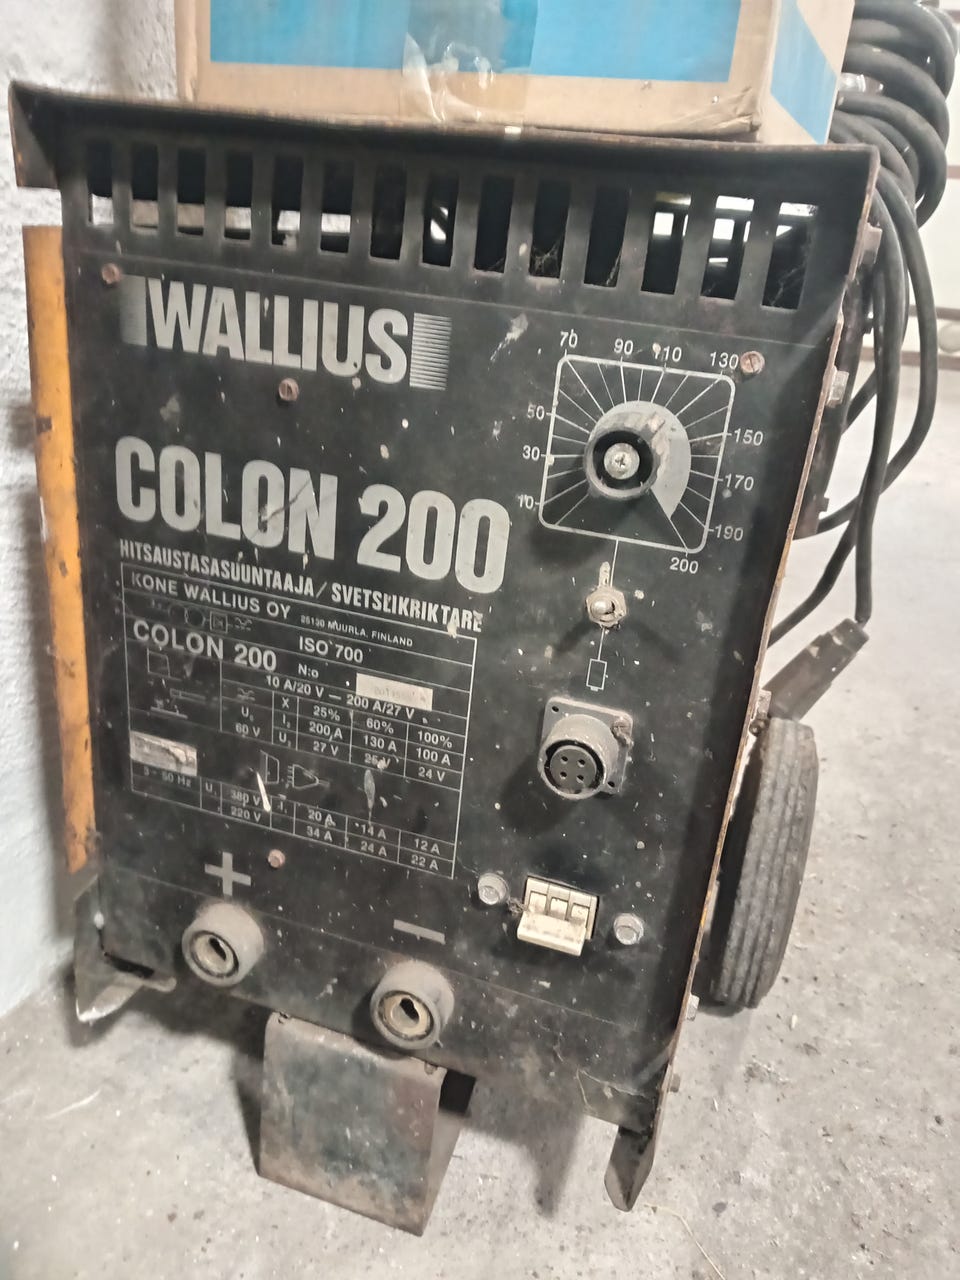 WALLIUS
COLON 200
HITSAUSTASASUUNTAAJA / SVETSLIKRIKTARE
KONE WALLIUS OY 25130 MUURLA, FINLAND
COLON 200 ISO 700
N:o
10 A/20 V — 200 A/27 V
X 25% 60% 100%
U₀ I₂ 200 A 130 A 100 A
60 V U₂ 27 V 25 V 24 V
3 ~ 50 Hz U₁ 380 V I₁ 20 A 14 A 12 A
220 V 34 A 24 A 22 A
+
—
70 90 110 130
50 150
30 170
10 190
200